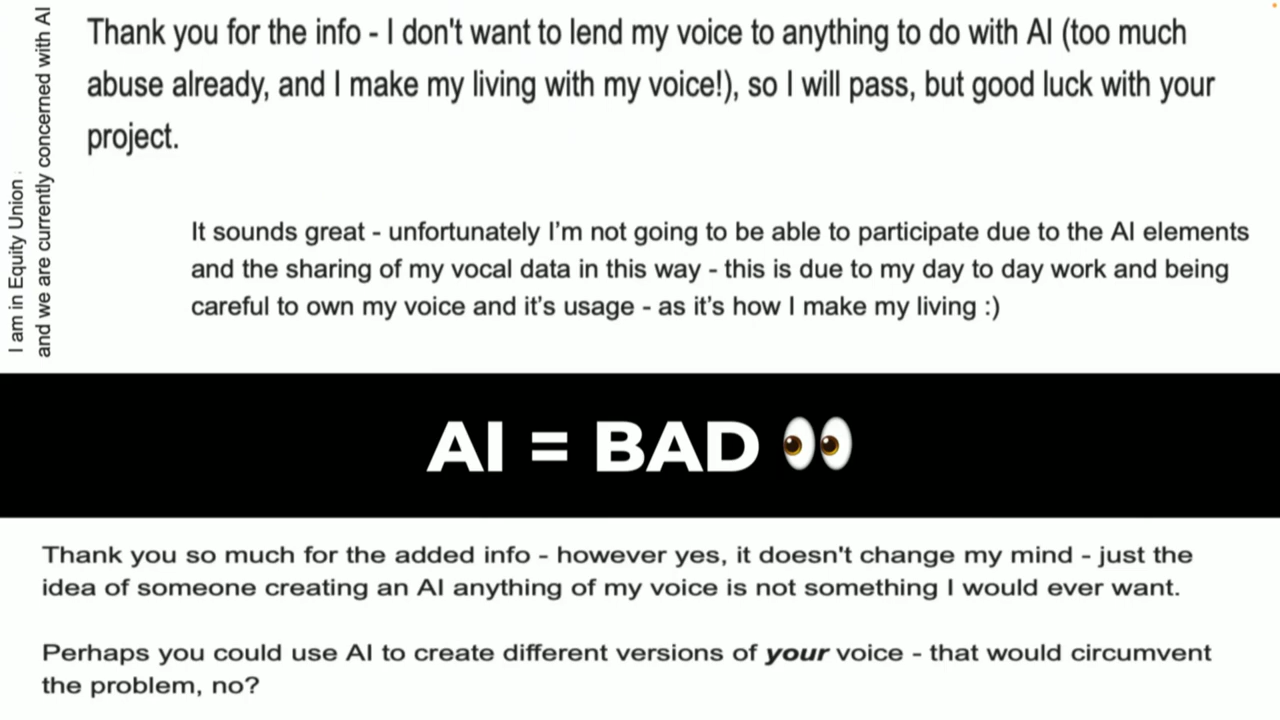 I am in Equity Union
and we are currently concerned with AI
Thank you for the info - I don't want to lend my voice to anything to do with AI (too much
abuse already, and I make my living with my voice!), so I will pass, but good luck with your
project.
It sounds great - unfortunately I’m not going to be able to participate due to the AI elements
and the sharing of my vocal data in this way - this is due to my day to day work and being
careful to own my voice and it’s usage - as it’s how I make my living :)
AI = BAD 👀
Thank you so much for the added info - however yes, it doesn't change my mind - just the
idea of someone creating an AI anything of my voice is not something I would ever want.
Perhaps you could use AI to create different versions of your voice - that would circumvent
the problem, no?